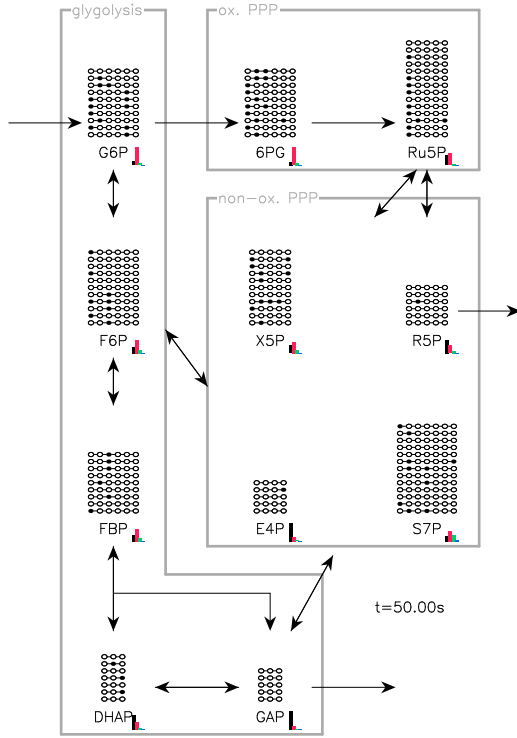 glygolysis
ox. PPP
G6P
6PG
Ru5P
non-ox. PPP
F6P
X5P
R5P
FBP
E4P
S7P
t=50.00s
DHAP
GAP